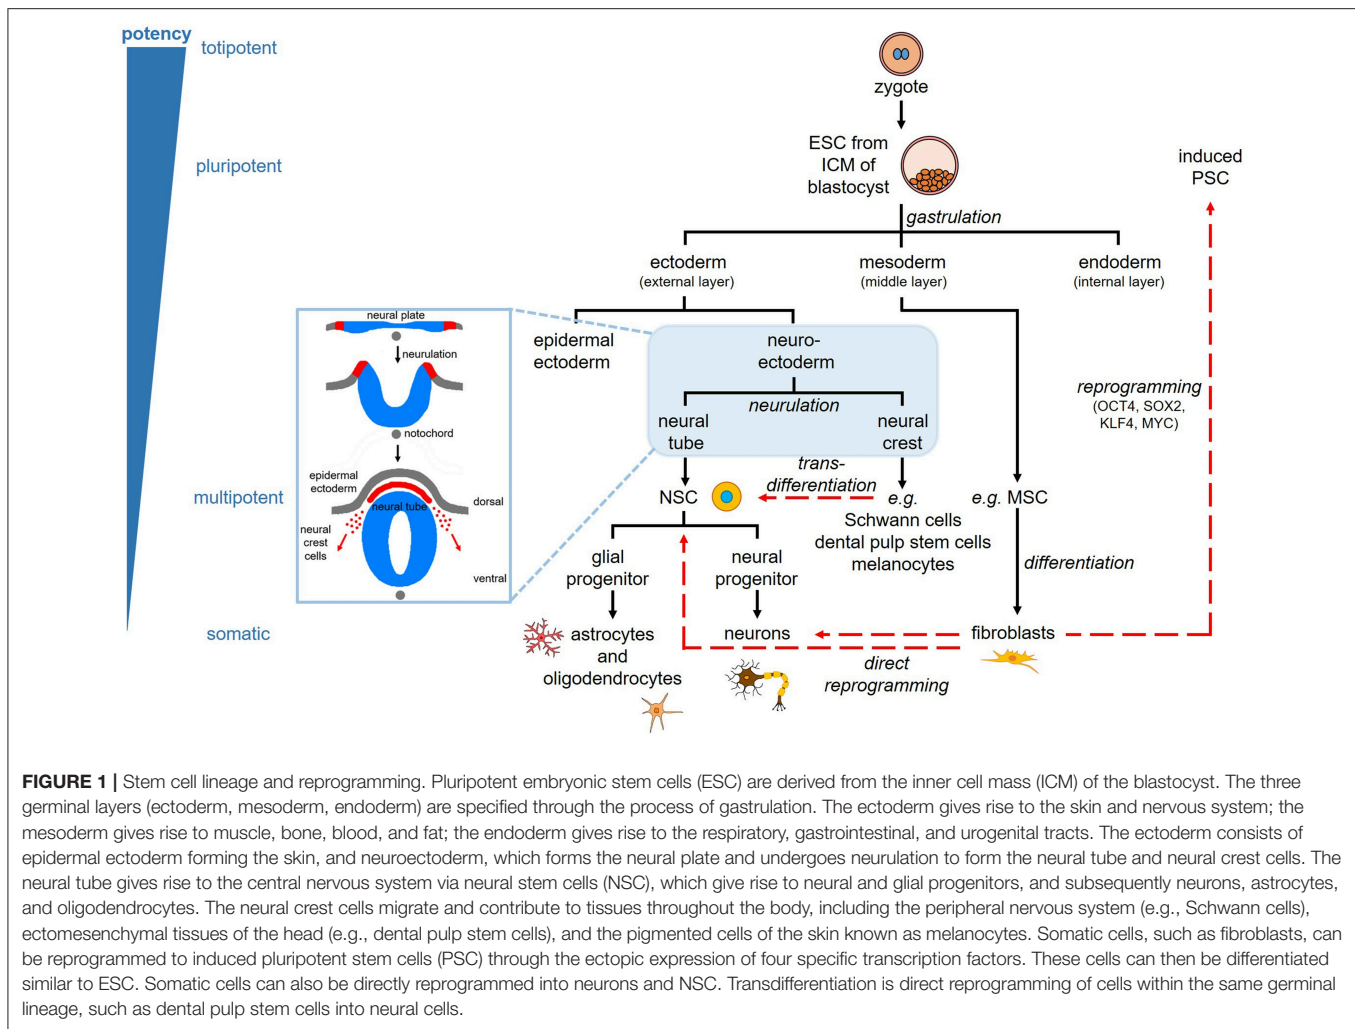 potency
totipotent
pluripotent
multipotent
somatic
zygote
ESC from
ICM of
blastocyst
induced
PSC
gastrulation
ectoderm
(external layer)
mesoderm
(middle layer)
endoderm
(internal layer)
epidermal
ectoderm
neuro-
ectoderm
neurulation
neural
tube
neural
crest
reprogramming
(OCT4, SOX2,
KLF4, MYC)
neural plate
neurulation
notochord
epidermal
ectoderm
dorsal
neural tube
neural
crest
cells
ventral
trans-
differentiation
NSC
e.g.
Schwann cells
dental pulp stem cells
melanocytes
e.g. MSC
glial
progenitor
neural
progenitor
differentiation
astrocytes
and
oligodendrocytes
neurons
fibroblasts
direct
reprogramming
FIGURE 1 | Stem cell lineage and reprogramming. Pluripotent embryonic stem cells (ESC) are derived from the inner cell mass (ICM) of the blastocyst. The three
germinal layers (ectoderm, mesoderm, endoderm) are specified through the process of gastrulation. The ectoderm gives rise to the skin and nervous system; the
mesoderm gives rise to muscle, bone, blood, and fat; the endoderm gives rise to the respiratory, gastrointestinal, and urogenital tracts. The ectoderm consists of
epidermal ectoderm forming the skin, and neuroectoderm, which forms the neural plate and undergoes neurulation to form the neural tube and neural crest cells. The
neural tube gives rise to the central nervous system via neural stem cells (NSC), which give rise to neural and glial progenitors, and subsequently neurons, astrocytes,
and oligodendrocytes. The neural crest cells migrate and contribute to tissues throughout the body, including the peripheral nervous system (e.g., Schwann cells),
ectomesenchymal tissues of the head (e.g., dental pulp stem cells), and the pigmented cells of the skin known as melanocytes. Somatic cells, such as fibroblasts, can
be reprogrammed to induced pluripotent stem cells (PSC) through the ectopic expression of four specific transcription factors. These cells can then be differentiated
similar to ESC. Somatic cells can also be directly reprogrammed into neurons and NSC. Transdifferentiation is direct reprogramming of cells within the same germinal
lineage, such as dental pulp stem cells into neural cells.